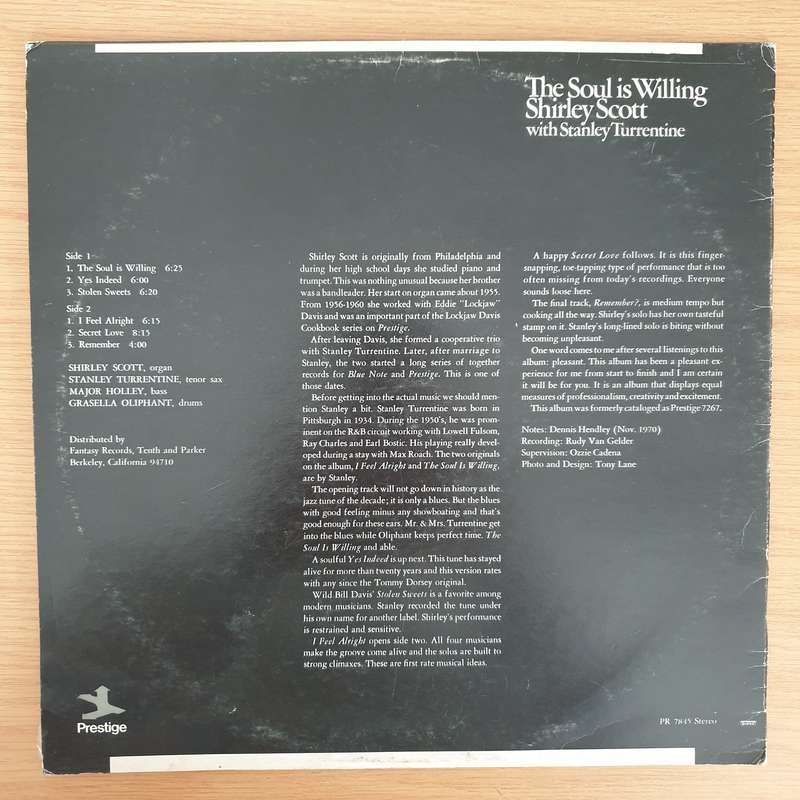 The Soul is Willing
Shirley Scott
with Stanley Turrentine
Side 1
1. The Soul is Willing 6:25
2. Yes Indeed 6:00
3. Stolen Sweets 6:20
Side 2
1. I Feel Alright 6:15
2. Secret Love 8:15
3. Remember 4:00
SHIRLEY SCOTT, organ
STANLEY TURRENTINE, tenor sax
MAJOR HOLLEY, bass
GRASELLA OLIPHANT, drums
Distributed by
Fantasy Records, Tenth and Parker
Berkeley, California 94710
Shirley Scott is originally from Philadelphia and
during her high school days she studied piano and
trumpet. This was nothing unusual because her brother
was a bandleader. Her start on organ came about 1955.
From 1956-1960 she worked with Eddie "Lockjaw"
Davis and was an important part of the Lockjaw Davis
Cookbook series on Prestige.
After leaving Davis, she formed a cooperative trio
with Stanley Turrentine. Later, after marriage to
Stanley, the two started a long series of together
records for Blue Note and Prestige. This is one of
those dates.
Before getting into the actual music we should men-
tion Stanley a bit. Stanley Turrentine was born in
Pittsburgh in 1934. During the 1950's, he was prom-
inent on the R&B circuit working with Lowell Fulsom,
Ray Charles and Earl Bostic. His playing really devel-
oped during a stay with Max Roach. The two originals
on the album, I Feel Alright and The Soul Is Willing,
are by Stanley.
The opening track will not go down in history as the
jazz tune of the decade; it is only a blues. But the blues
with good feeling minus any showboating and that's
good enough for these ears. Mr. & Mrs. Turrentine get
into the blues while Oliphant keeps perfect time. The
Soul Is Willing and able.
A soulful Yes Indeed is up next. This tune has stayed
alive for more than twenty years and this version rates
with any since the Tommy Dorsey original.
Wild Bill Davis' Stolen Sweets is a favorite among
modern musicians. Stanley recorded the tune under
his own name for another label. Shirley's performance
is restrained and sensitive.
I Feel Alright opens side two. All four musicians
make the groove come alive and the solos are built to
strong climaxes. These are first rate musical ideas.
A happy Secret Love follows. It is this finger-
snapping, toe-tapping type of performance that is too
often missing from today's recordings. Everyone
sounds loose here.
The final track, Remember?, is medium tempo but
cooking all the way. Shirley's solo has her own tasteful
stamp on it. Stanley's long-lined solo is biting without
becoming unpleasant.
One word comes to me after several listenings to this
album: pleasant. This album has been a pleasant ex-
perience for me from start to finish and I am certain
it will be for you. It is an album that displays equal
measures of professionalism, creativity and excitement.
This album was formerly cataloged as Prestige 7267.
Notes: Dennis Hendley (Nov. 1970)
Recording: Rudy Van Gelder
Supervision: Ozzie Cadena
Photo and Design: Tony Lane
Prestige
PR 7845 Stereo